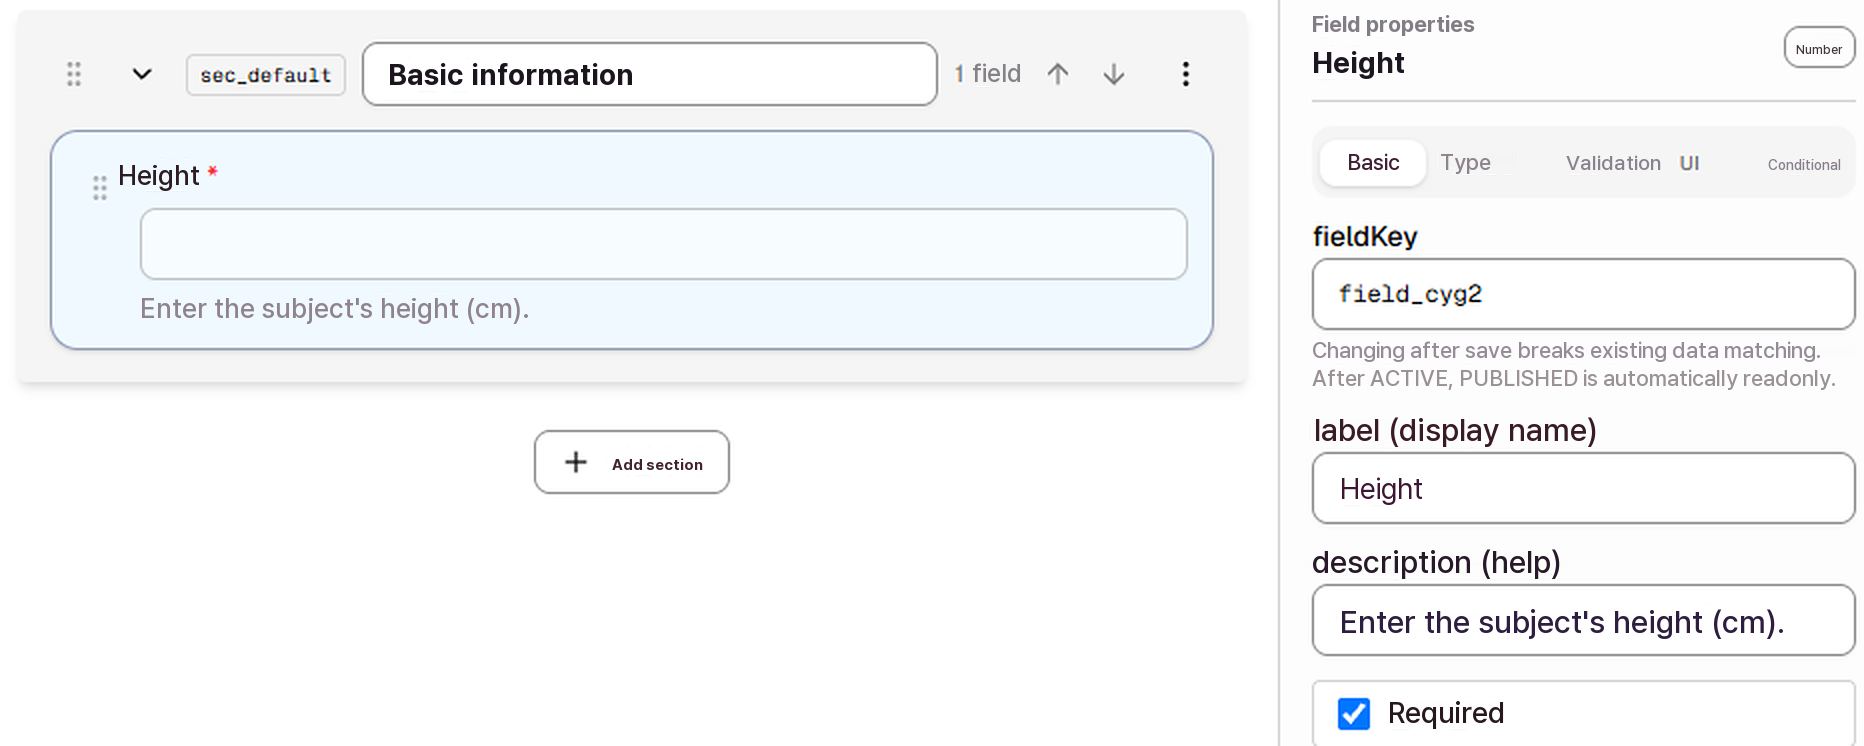 sec_default
Basic information
1 field
Height *
Enter the subject's height (cm).
Add section
Field properties
Height
Number
Basic
Type
Validation
UI
Conditional
fieldKey
field_cyg2
Changing after save breaks existing data matching.
After ACTIVE, PUBLISHED is automatically readonly.
label (display name)
Height
description (help)
Enter the subject's height (cm).
Required